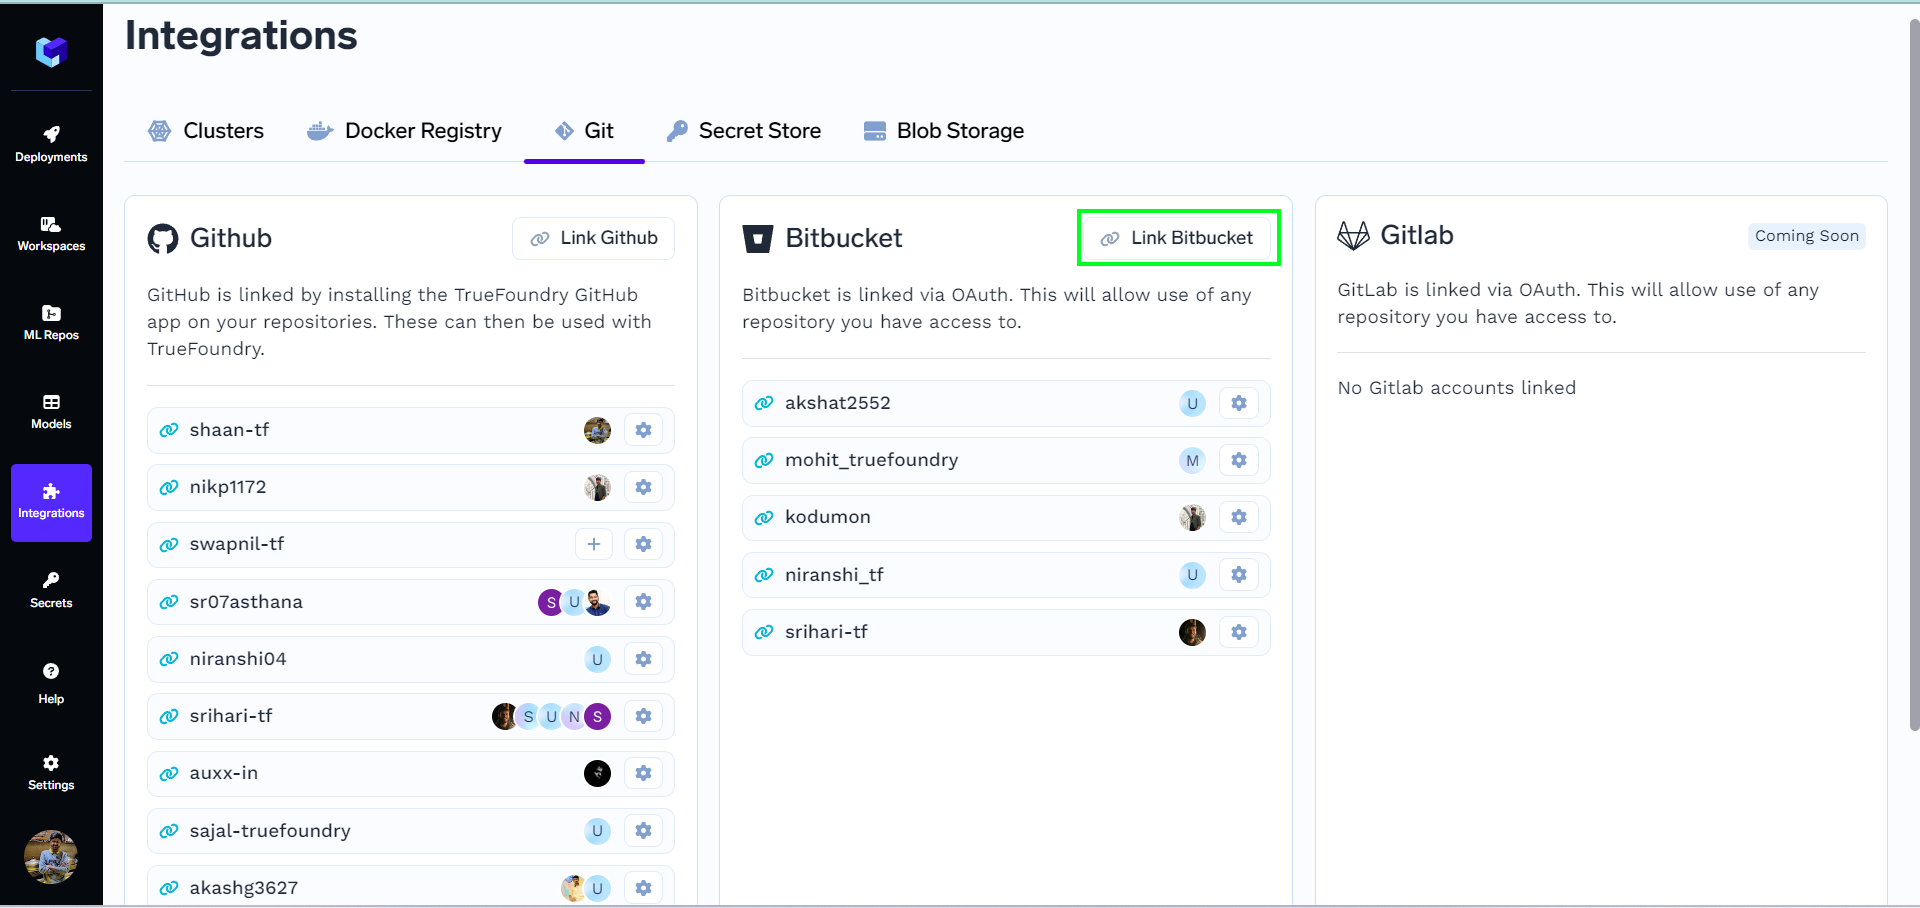 Integrations
Deployments
Workspaces
ML Repos
Models
Integrations
Secrets
Help
Settings
Clusters
Docker Registry
Git
Secret Store
Blob Storage
Github
Link Github
GitHub is linked by installing the TrueFoundry GitHub
app on your repositories. These can then be used with
TrueFoundry.
shaan-tf
nikp1172
swapnil-tf
+
sr07asthana
S U
niranshi04
U
srihari-tf
S U N S
auxx-in
sajal-truefoundry
U
akashg3627
U
Bitbucket
Link Bitbucket
Bitbucket is linked via OAuth. This will allow use of any
repository you have access to.
akshat2552
U
mohit_truefoundry
M
kodumon
niranshi_tf
U
srihari-tf
Gitlab
Coming Soon
GitLab is linked via OAuth. This will allow use of any
repository you have access to.
No Gitlab accounts linked